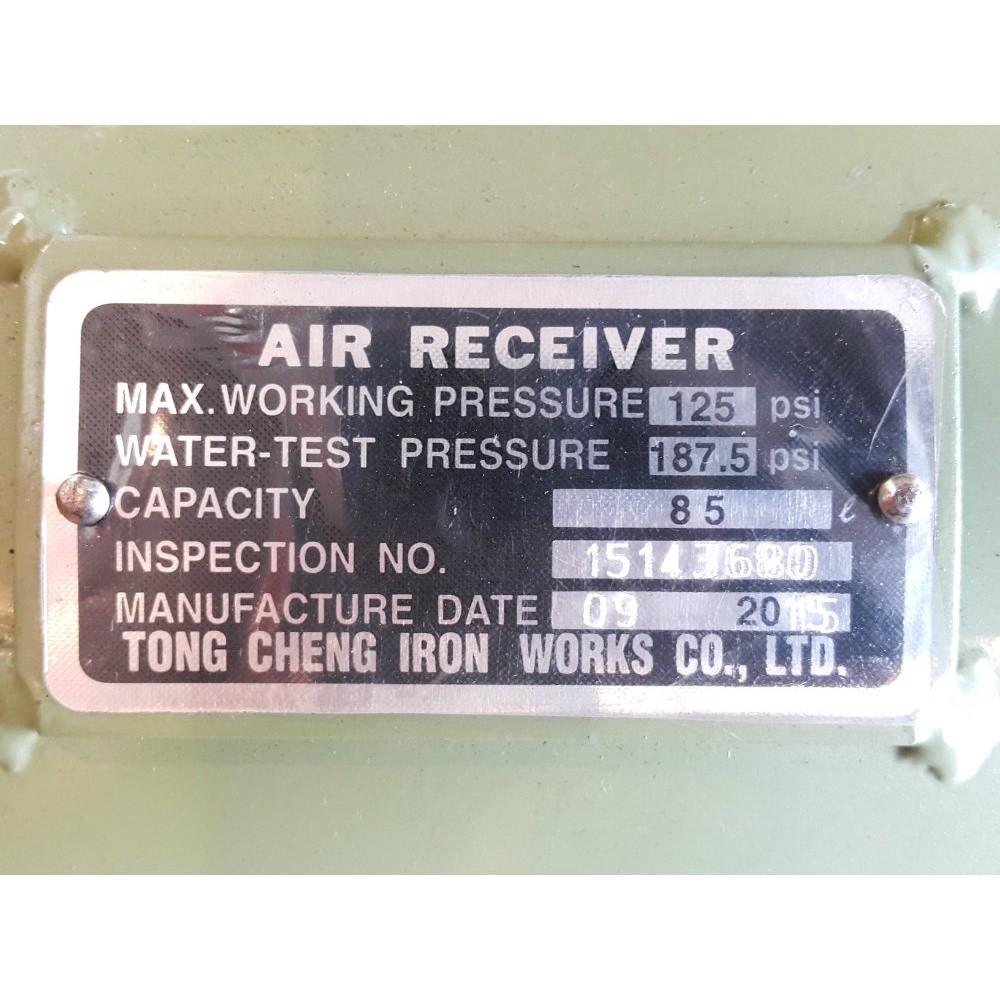 AIR RECEIVER
MAX. WORKING PRESSURE 125 psi
WATER-TEST PRESSURE 187.5 psi
CAPACITY 85 ℓ
INSPECTION NO.
MANUFACTURE DATE 09 2015
TONG CHENG IRON WORKS CO., LTD.